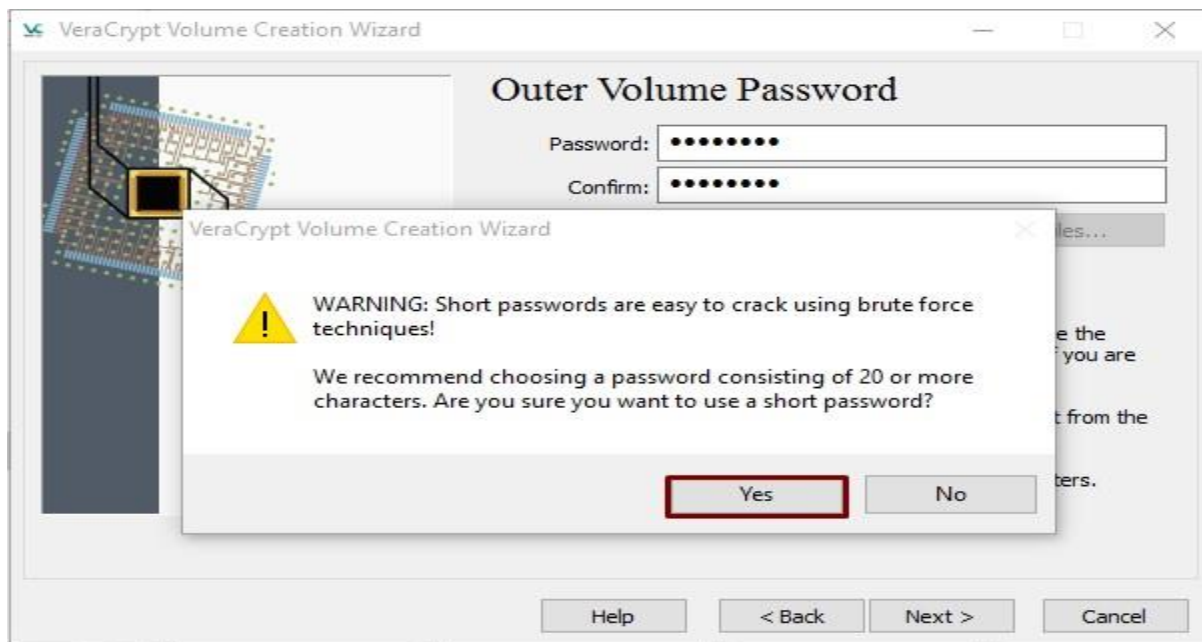 VeraCrypt Volume Creation Wizard
Outer Volume Password
Password: ●●●●●●●●
Confirm: ●●●●●●●●
VeraCrypt Volume Creation Wizard
WARNING: Short passwords are easy to crack using brute force
techniques!
We recommend choosing a password consisting of 20 or more
characters. Are you sure you want to use a short password?
Yes
No
e the
you are
t from the
Help
< Back
Next >
Cancel